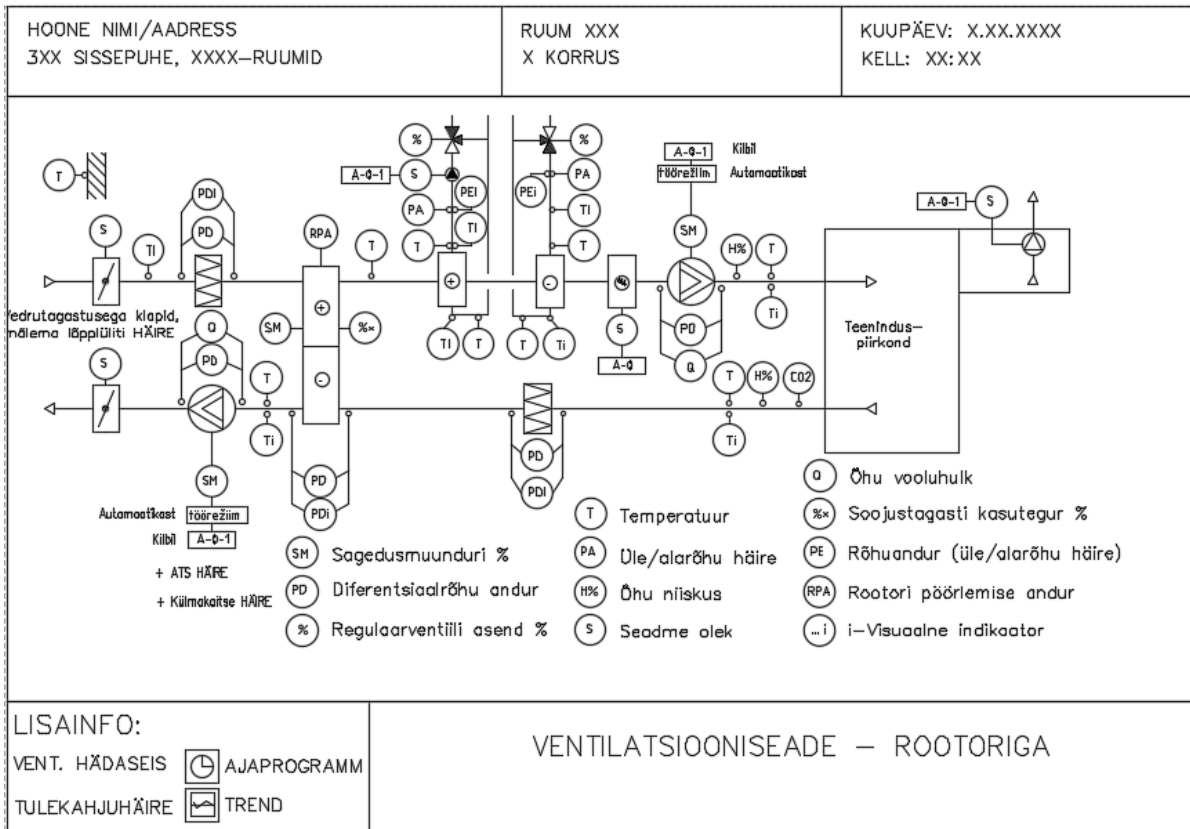 HOONE NIMI/AADRESS
3XX SISSEPUHE, XXXX-RUUMID
RUUM XXX
X KORRUS
KUUPÄEV: X.XX.XXXX
KELL: XX:XX
% %
A-0-1 S PEI PEi PA
PA TI TI
T T
A-0-1 Kilbil
töörežiim Automaatikast
SM
A-0-1 S
T
S TI PDI PD RPA T
+ - H% T Ti
Vedrutagastusega klapid,
mõlema lõpplüliti HÄIRE
SM + %× TI T T Ti S A-0 PD Q
Teenindus-
piirkond
S Q PD T Ti - T H% CO2 Ti
SM PD PDi PD PDI
Automaatikast töörežiim
Kilbil A-0-1
+ ATS HÄIRE
+ Külmakaitse HÄIRE
SM Sagedusmuunduri %
PD Diferentsiaalrõhu andur
% Regulaarventiili asend %
T Temperatuur
PA Üle/alarõhu häire
H% Õhu niiskus
S Seadme olek
Q Õhu vooluhulk
%× Soojustagasti kasutegur %
PE Rõhuandur (üle/alarõhu häire)
RPA Rootori pöörlemise andur
...i i-Visuaalne indikaator
LISAINFO:
VENT. HÄDASEIS AJAPROGRAMM
TULEKAHJUHÄIRE TREND
VENTILATSIOONISEADE - ROOTORIGA